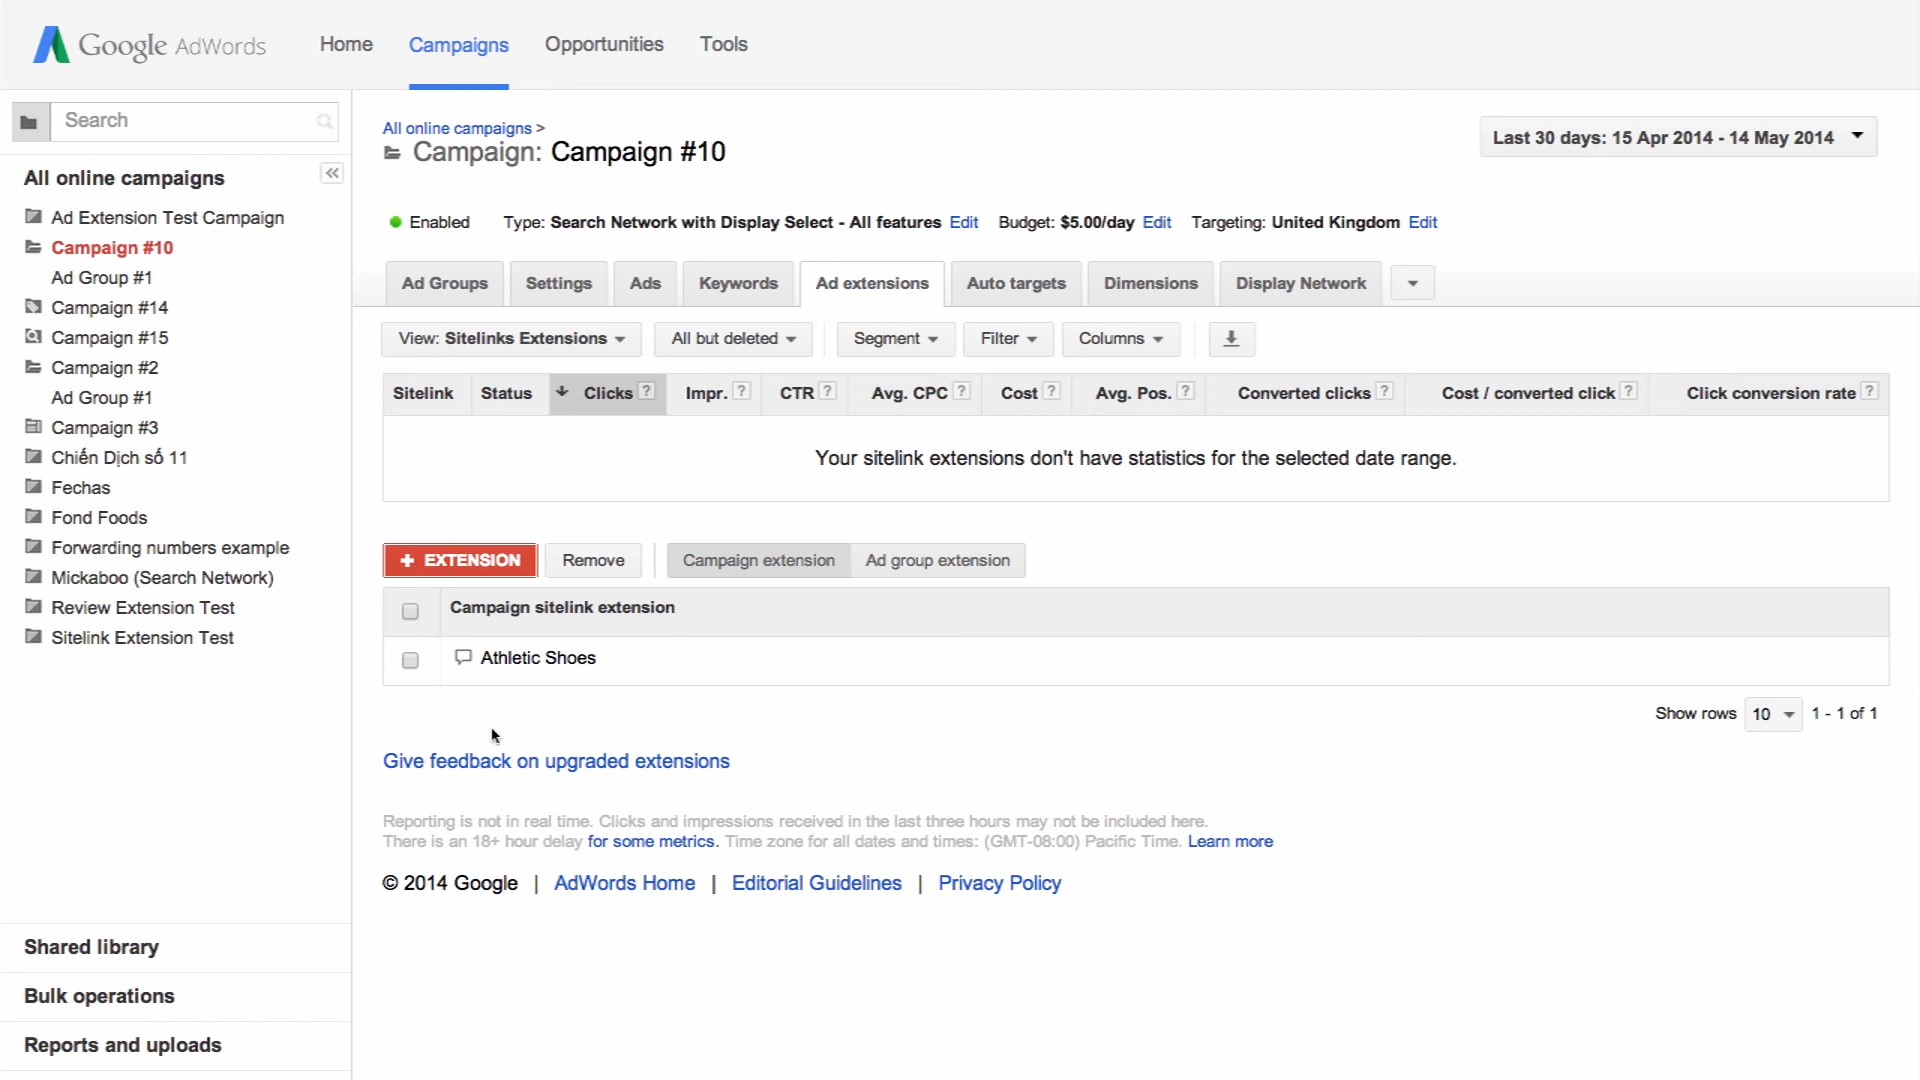 Google AdWords
Home Campaigns Opportunities Tools
Search
All online campaigns
Ad Extension Test Campaign
Campaign #10
Ad Group #1
Campaign #14
Campaign #15
Campaign #2
Ad Group #1
Campaign #3
Chiến Dịch số 11
Fechas
Fond Foods
Forwarding numbers example
Mickaboo (Search Network)
Review Extension Test
Sitelink Extension Test
Shared library
Bulk operations
Reports and uploads
All online campaigns >
Campaign: Campaign #10
Last 30 days: 15 Apr 2014 - 14 May 2014
Enabled Type: Search Network with Display Select - All features Edit Budget: $5.00/day Edit Targeting: United Kingdom Edit
Ad Groups Settings Ads Keywords Ad extensions Auto targets Dimensions Display Network
View: Sitelinks Extensions All but deleted Segment Filter Columns
Sitelink Status Clicks ? Impr. ? CTR ? Avg. CPC ? Cost ? Avg. Pos. ? Converted clicks ? Cost / converted click ? Click conversion rate ?
Your sitelink extensions don't have statistics for the selected date range.
+ EXTENSION Remove Campaign extension Ad group extension
Campaign sitelink extension
Athletic Shoes
Show rows 10 1 - 1 of 1
Give feedback on upgraded extensions
Reporting is not in real time. Clicks and impressions received in the last three hours may not be included here.
There is an 18+ hour delay for some metrics. Time zone for all dates and times: (GMT-08:00) Pacific Time. Learn more
© 2014 Google | AdWords Home | Editorial Guidelines | Privacy Policy